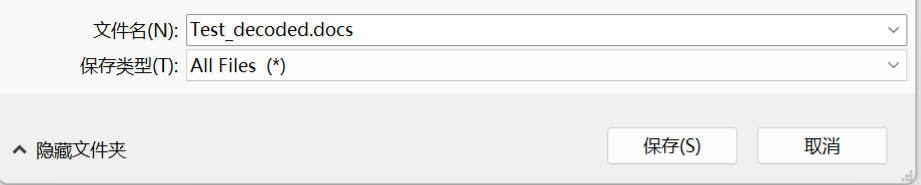 文件名(N): Test_decoded.docs
保存类型(T): All Files (*)
隐藏文件夹 保存(S) 取消